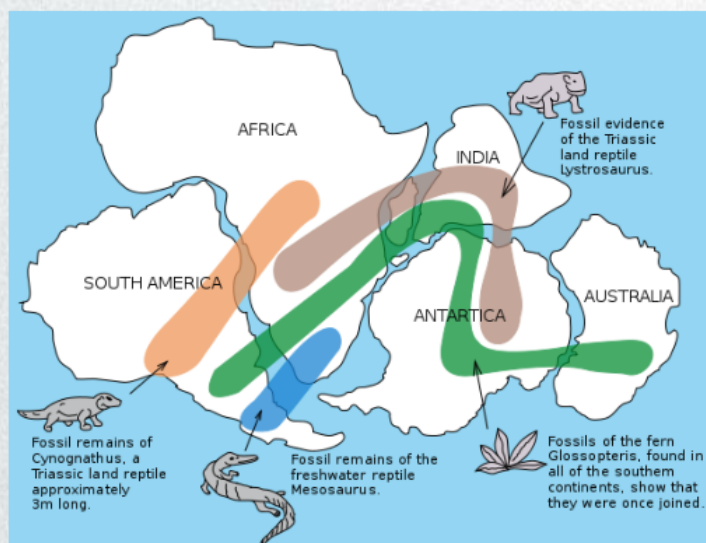 AFRICA
INDIA
Fossil evidence
of the Triassic
land reptile
Lystrosaurus.
SOUTH AMERICA
ANTARTICA
AUSTRALIA
Fossil remains of
Cynognathus, a
Triassic land reptile
approximately
3m long.
Fossil remains of the
freshwater reptile
Mesosaurus.
Fossils of the fern
Glossopteris, found in
all of the southern
continents, show that
they were once joined.